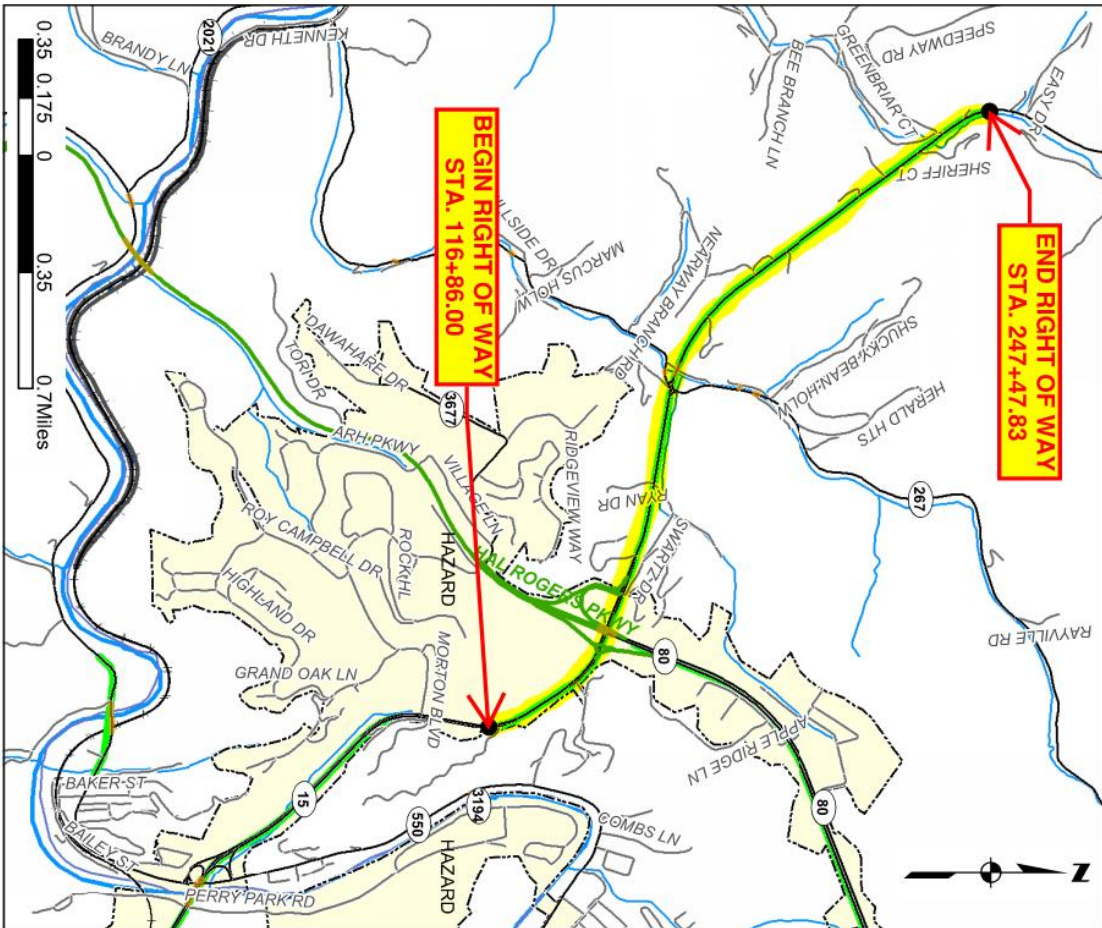 SPEEDWAY RD
EASY DR
GREENBRIAR CT
BEE BRANCH LN
SHERIFF CT
END RIGHT OF WAY
STA. 247+47.83
KENNETH DR
2021
BRANDY LN
BEGIN RIGHT OF WAY
STA. 116+86.00
MARCUS HOLW
NEARWAY BRANCH RD
SHUCKY BEAN HOLW
HERALD HTS
267
RAYVILLE RD
DAWAHARE DR
TORI DR
3677
ARH PKWY
VILLAGE LN
RIDGEVIEW WAY
RYAN DR
SWARTZ DR
HAL ROGERS PKWY
HAZARD
ROCK HL
ROY CAMPBELL DR
HIGHLAND DR
GRAND OAK LN
MORTON BLVD
80
APPLE RIDGE LN
80
15
BAKER ST
BAILEY ST
PERRY PARK RD
550
3194
COMBS LN
HAZARD
0.35 0.175 0 0.35 0.7 Miles
N